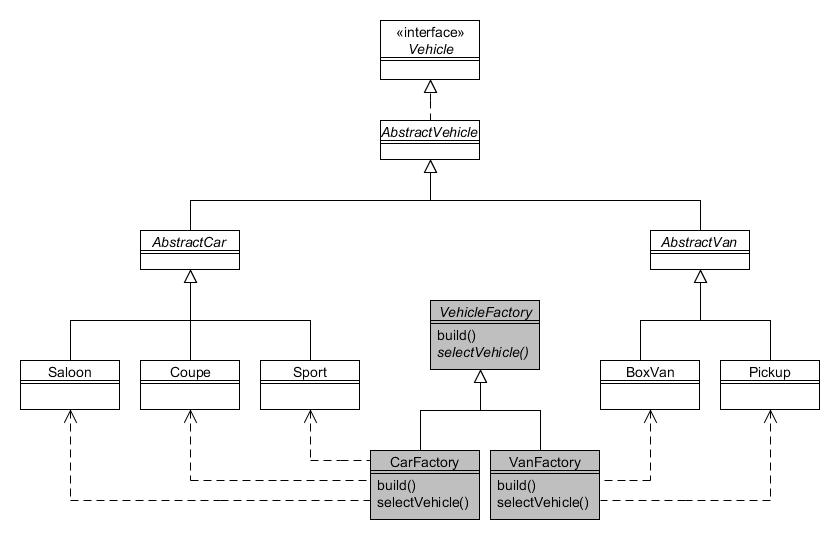 «interface»
Vehicle
AbstractVehicle
AbstractCar
AbstractVan
VehicleFactory
build()
selectVehicle()
Saloon
Coupe
Sport
BoxVan
Pickup
CarFactory
build()
selectVehicle()
VanFactory
build()
selectVehicle()